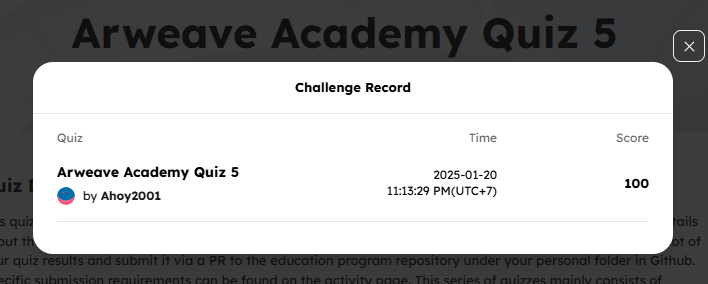 Arweave Academy Quiz 5
Challenge Record
Quiz Time Score
Arweave Academy Quiz 5
2025-01-20
11:13:29 PM(UTC+7)
100
by Ahoy2001
uiz
s quiz
tails
out th
ot of
ur quiz results and submit it via a PR to the education program repository under your personal folder in Github.
ecific submission requirements can be found on the activity page. This series of quizzes mainly consists of